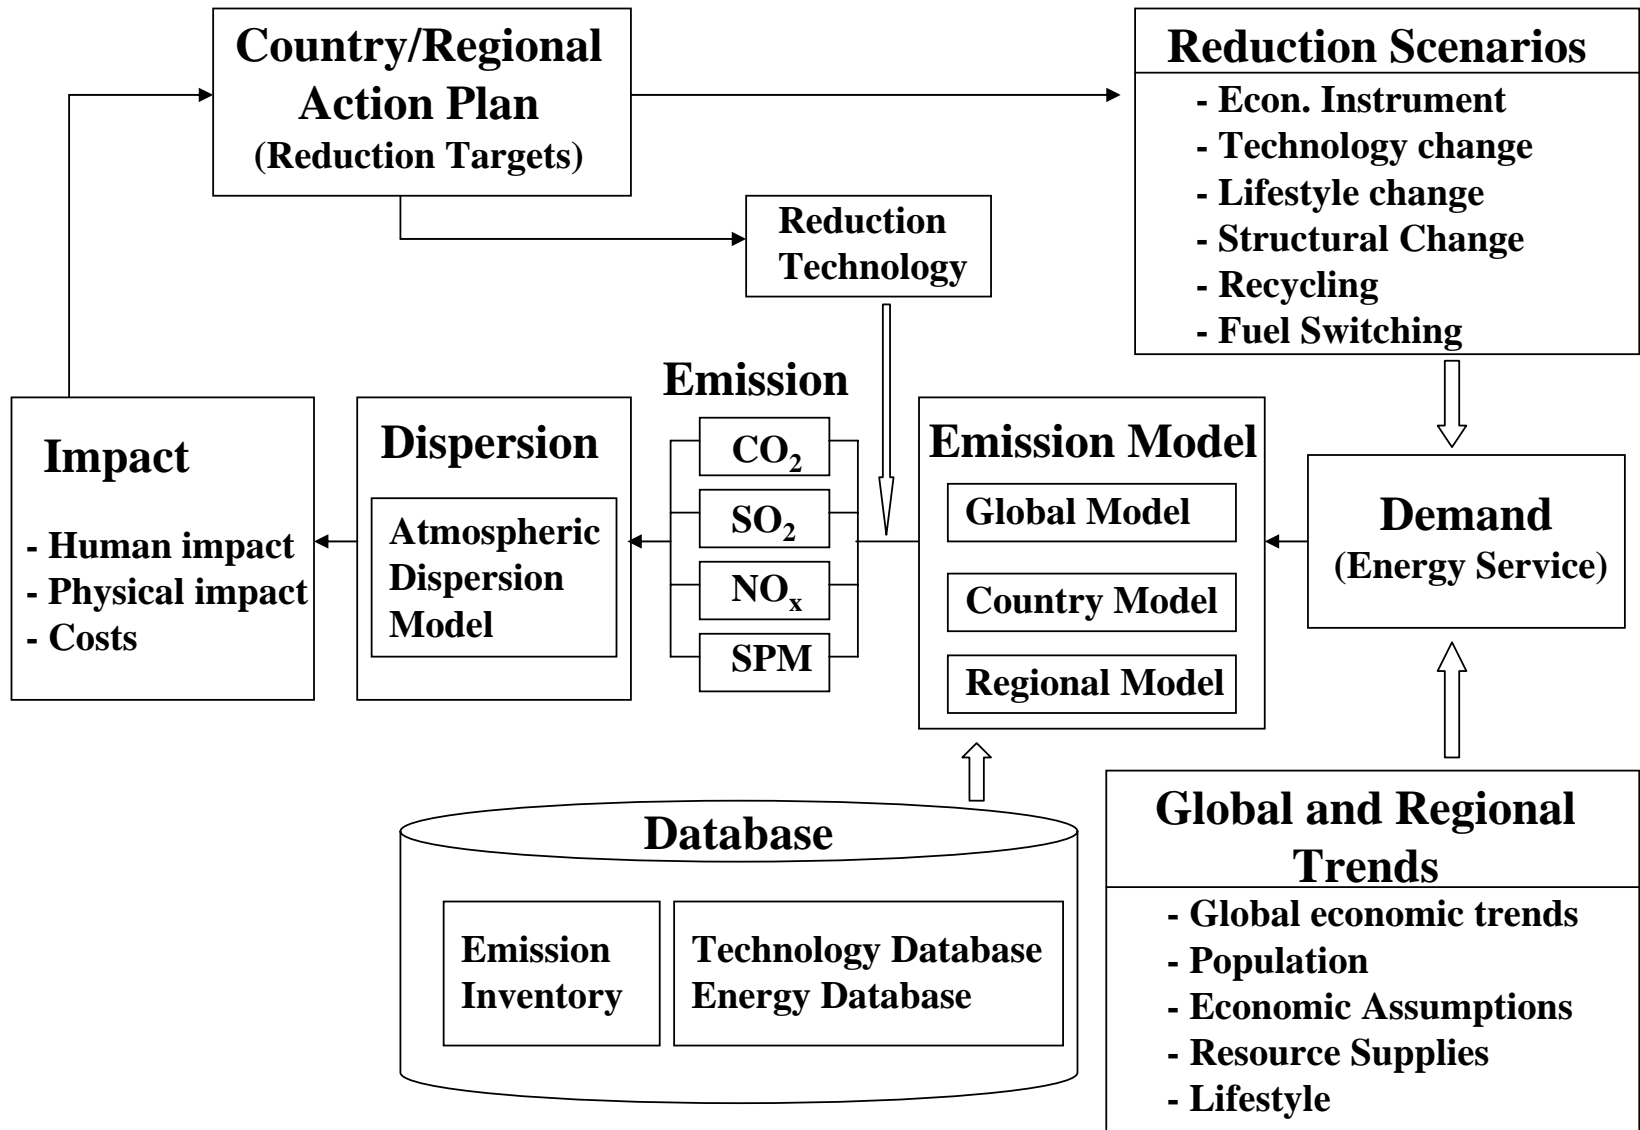 Country/Regional
Action Plan
(Reduction Targets)
Reduction Scenarios
- Econ. Instrument
- Technology change
- Lifestyle change
- Structural Change
- Recycling
- Fuel Switching
Reduction
Technology
Emission
Impact
- Human impact
- Physical impact
- Costs
Dispersion
Atmospheric
Dispersion
Model
CO₂
SO₂
NOₓ
SPM
Emission Model
Global Model
Country Model
Regional Model
Demand
(Energy Service)
Database
Emission
Inventory
Technology Database
Energy Database
Global and Regional
Trends
- Global economic trends
- Population
- Economic Assumptions
- Resource Supplies
- Lifestyle